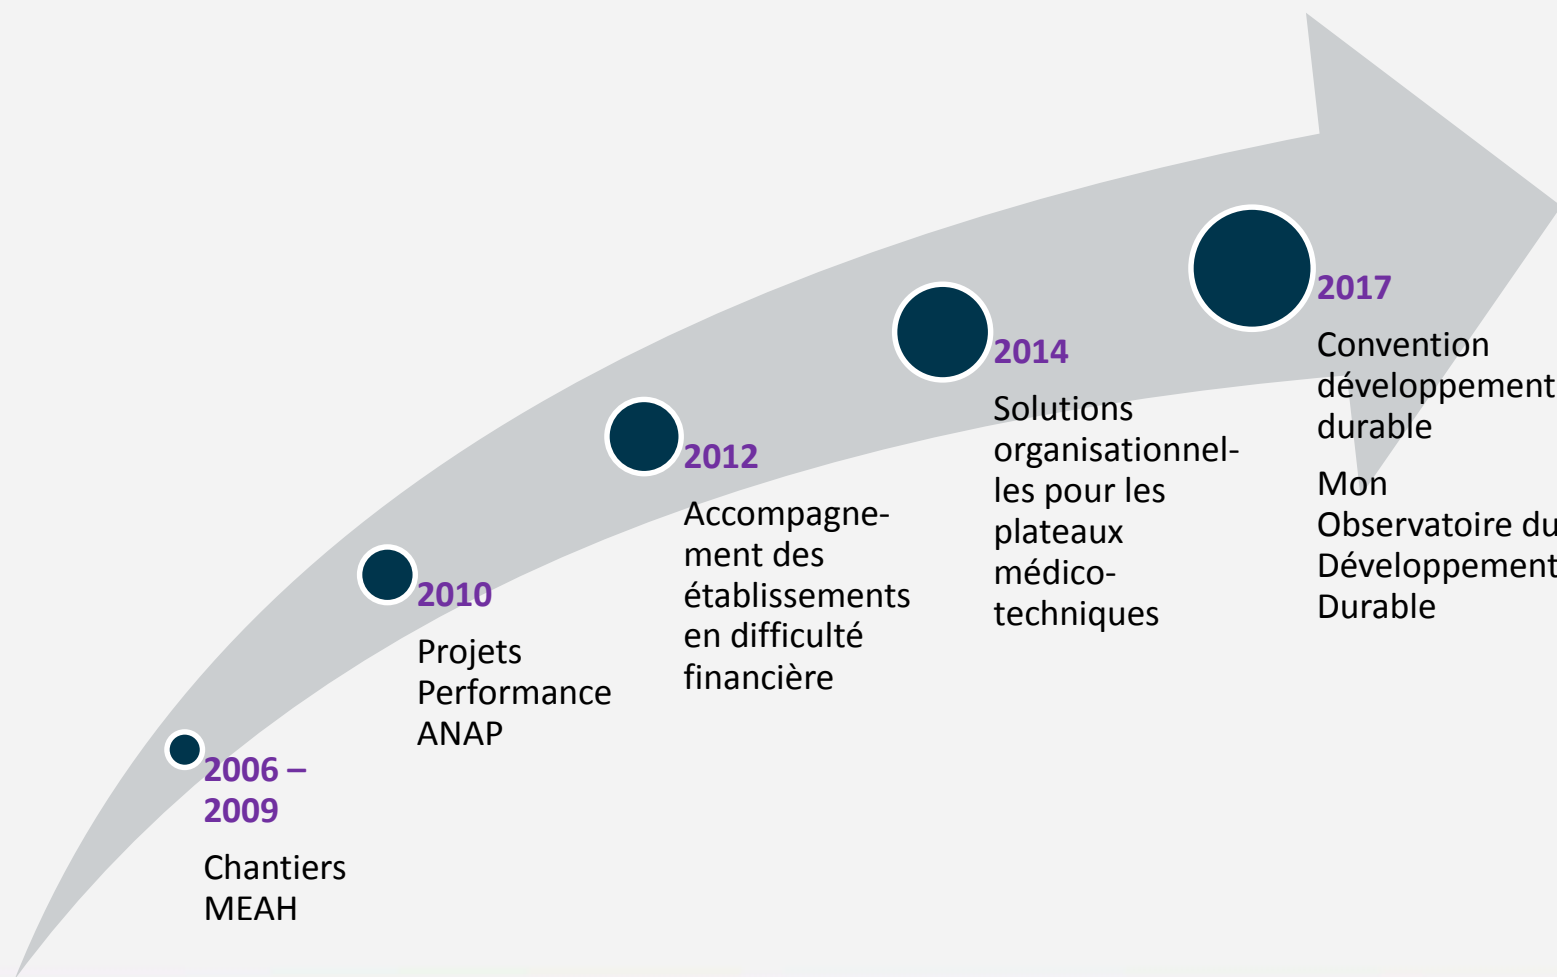 2006 –
2009
Chantiers
MEAH
2010
Projets
Performance
ANAP
2012
Accompagne-
ment des
établissements
en difficulté
financière
2014
Solutions
organisationnel-
les pour les
plateaux
médico-
techniques
2017
Convention
développement
durable
Mon
Observatoire du
Développement
Durable